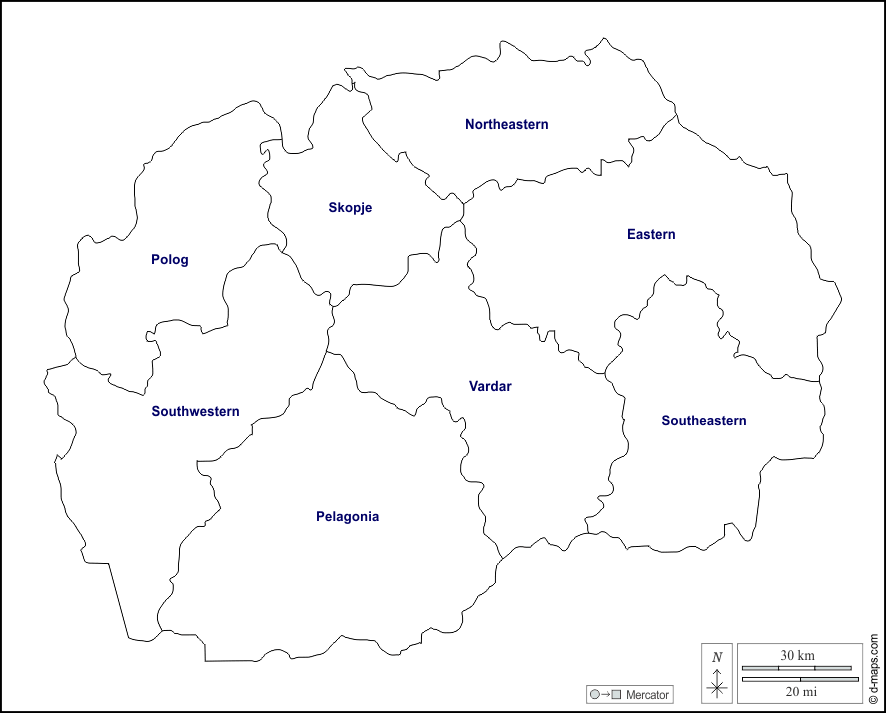 Northeastern
Skopje
Eastern
Polog
Vardar
Southwestern
Southeastern
Pelagonia
N
30 km
20 mi
Mercator
© d-maps.com